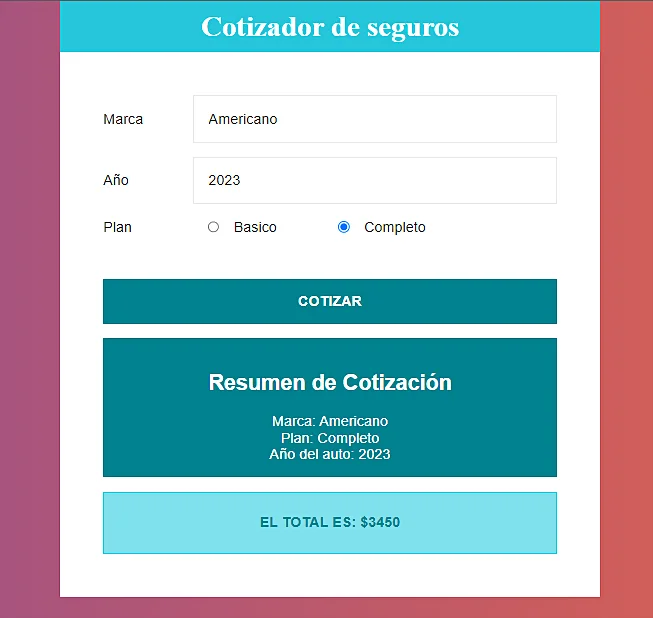 Cotizador de seguros
Marca
Americano
Año
2023
Plan
Basico
Completo
COTIZAR
Resumen de Cotización
Marca: Americano
Plan: Completo
Año del auto: 2023
EL TOTAL ES: $3450